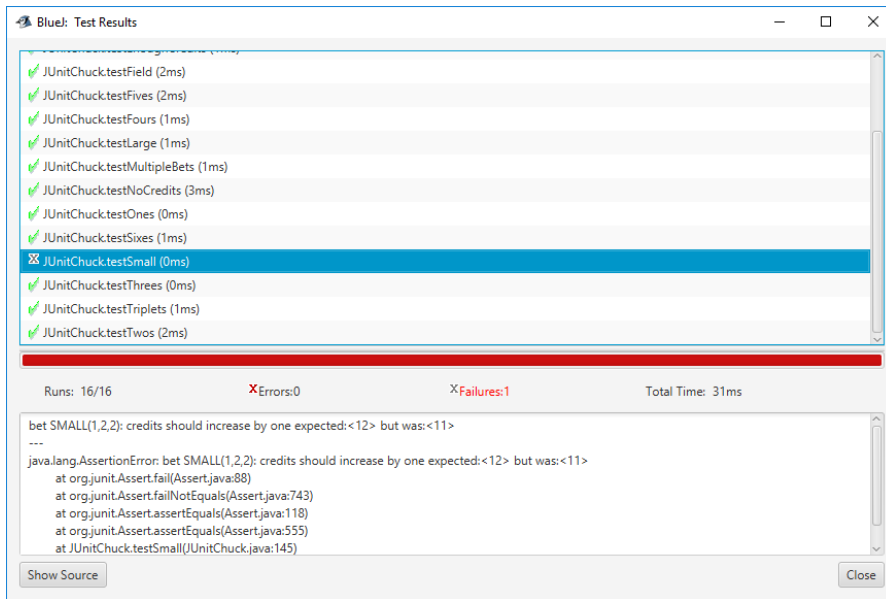 BlueJ: Test Results
JUnitChuck.testField (2ms)
JUnitChuck.testFives (2ms)
JUnitChuck.testFours (1ms)
JUnitChuck.testLarge (1ms)
JUnitChuck.testMultipleBets (1ms)
JUnitChuck.testNoCredits (3ms)
JUnitChuck.testOnes (0ms)
JUnitChuck.testSixes (1ms)
JUnitChuck.testSmall (0ms)
JUnitChuck.testThrees (0ms)
JUnitChuck.testTriplets (1ms)
JUnitChuck.testTwos (2ms)
Runs: 16/16 XErrors:0 XFailures:1 Total Time: 31ms
bet SMALL(1,2,2): credits should increase by one expected:<12> but was:<11>
---
java.lang.AssertionError: bet SMALL(1,2,2): credits should increase by one expected:<12> but was:<11>
at org.junit.Assert.fail(Assert.java:88)
at org.junit.Assert.failNotEquals(Assert.java:743)
at org.junit.Assert.assertEquals(Assert.java:118)
at org.junit.Assert.assertEquals(Assert.java:555)
at JUnitChuck.testSmall(JUnitChuck.java:145)
Show Source Close